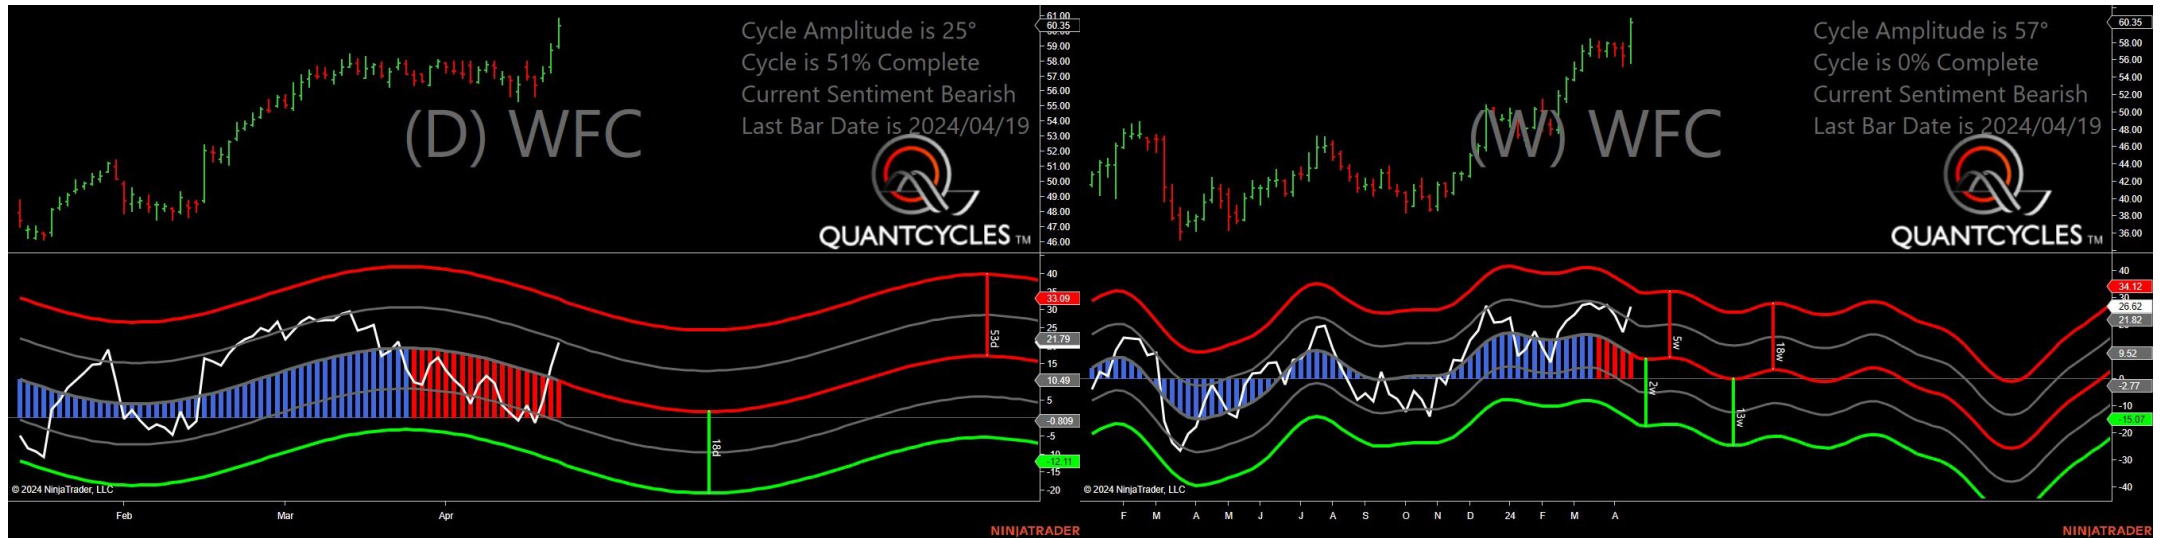 Cycle Amplitude is 25°
Cycle is 51% Complete
Current Sentiment Bearish
Last Bar Date is 2024/04/19
(D) WFC
QUANTCYCLES TM
61.00
60.35
59.00
58.00
57.00
56.00
55.00
54.00
53.00
52.00
51.00
50.00
49.00
48.00
47.00
46.00
40
33.09
30
25
21.79
15
10.49
5
-0.809
-5
-12.11
-15
-20
53d
18d
© 2024 NinjaTrader, LLC
Feb Mar Apr
NINJATRADER
Cycle Amplitude is 57°
Cycle is 0% Complete
Current Sentiment Bearish
Last Bar Date is 2024/04/19
(W) WFC
QUANTCYCLES TM
60.35
58.00
56.00
54.00
52.00
50.00
48.00
46.00
44.00
42.00
40.00
38.00
36.00
40
34.12
30
26.62
21.82
9.52
-2.77
-10
-15.07
-20
-30
-40
5w
18w
2w
13w
© 2024 NinjaTrader, LLC
F M A M J J A S O N D 24 F M A
NINJATRADER